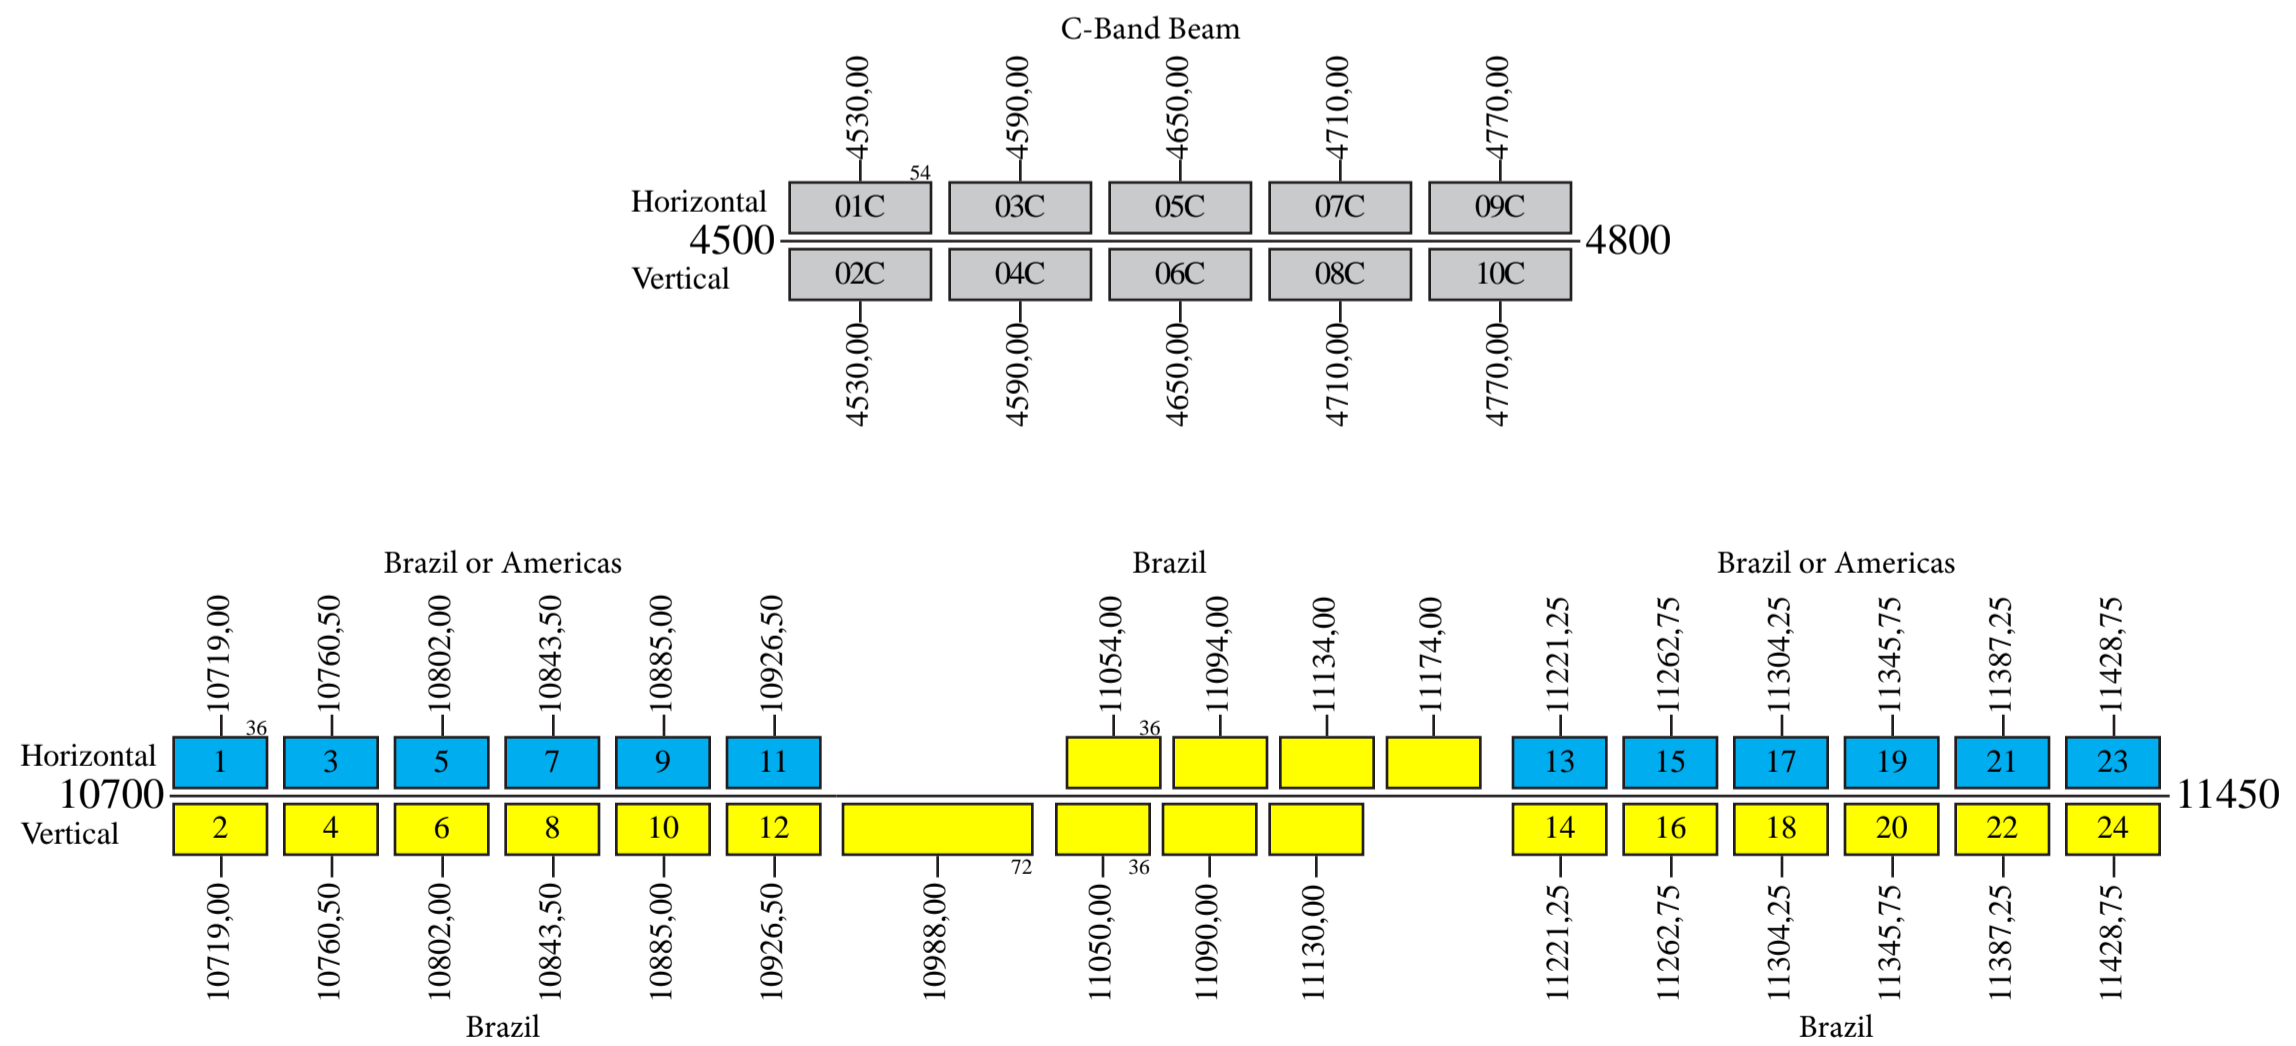 C-Band Beam
4530,00 4590,00 4650,00 4710,00 4770,00
54
Horizontal 01C 03C 05C 07C 09C
4500 4800
Vertical 02C 04C 06C 08C 10C
4530,00 4590,00 4650,00 4710,00 4770,00
Brazil or Americas Brazil Brazil or Americas
10719,00 10760,50 10802,00 10843,50 10885,00 10926,50 11054,00 11094,00 11134,00 11174,00 11221,25 11262,75 11304,25 11345,75 11387,25 11428,75
36 36
Horizontal 1 3 5 7 9 11 13 15 17 19 21 23
10700 11450
Vertical 2 4 6 8 10 12 14 16 18 20 22 24
72 36
10719,00 10760,50 10802,00 10843,50 10885,00 10926,50 10988,00 11050,00 11090,00 11130,00 11221,25 11262,75 11304,25 11345,75 11387,25 11428,75
Brazil Brazil